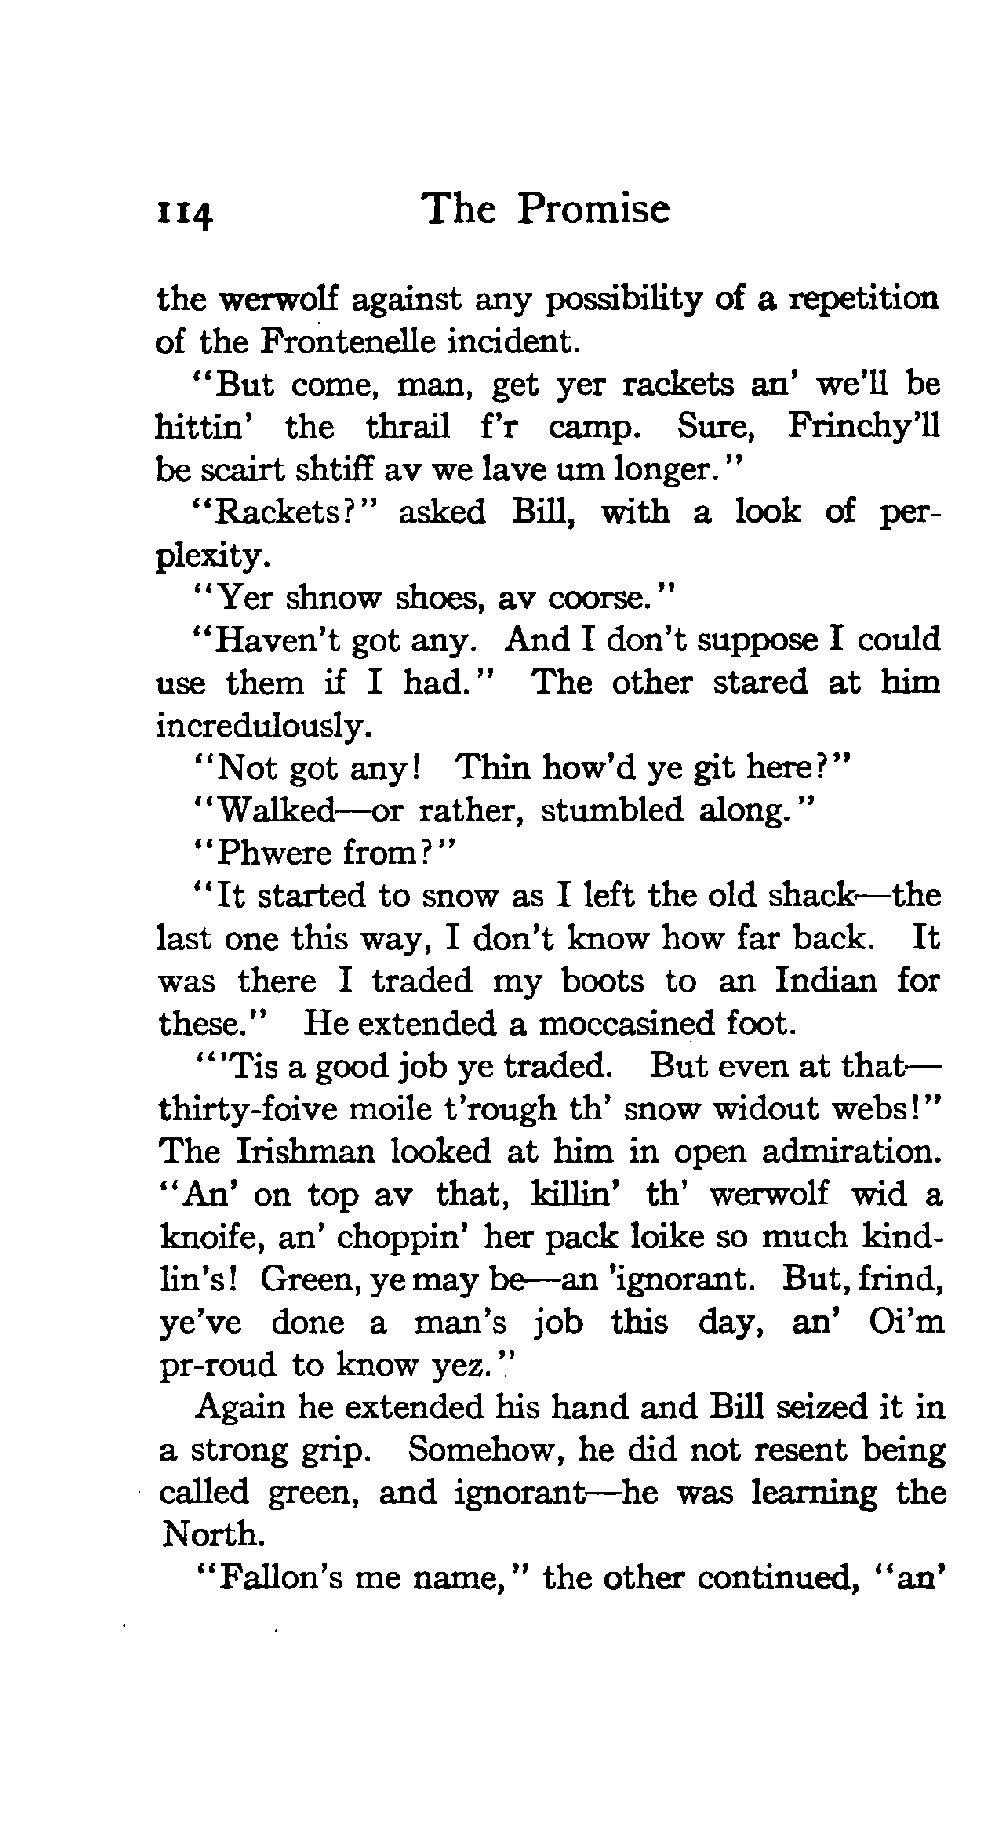 114 The Promise
the werwolf against any possibility of a repetition
of the Frontenelle incident.
"But come, man, get yer rackets an' we'll be
hittin' the thrail f'r camp. Sure, Frinchy'll
be scairt shtiff av we lave um longer."
"Rackets?" asked Bill, with a look of per-
plexity.
"Yer shnow shoes, av coorse."
"Haven't got any. And I don't suppose I could
use them if I had." The other stared at him
incredulously.
"Not got any! Thin how'd ye git here?"
"Walked—or rather, stumbled along."
"Phwere from?"
"It started to snow as I left the old shack—the
last one this way, I don't know how far back. It
was there I traded my boots to an Indian for
these." He extended a moccasined foot.
"'Tis a good job ye traded. But even at that—
thirty-foive moile t'rough th' snow widout webs!"
The Irishman looked at him in open admiration.
"An' on top av that, killin' th' werwolf wid a
knoife, an' choppin' her pack loike so much kind-
lin's! Green, ye may be—an 'ignorant. But, frind,
ye've done a man's job this day, an' Oi'm
pr-roud to know yez."
Again he extended his hand and Bill seized it in
a strong grip. Somehow, he did not resent being
called green, and ignorant—he was learning the
North.
"Fallon's me name," the other continued, "an'